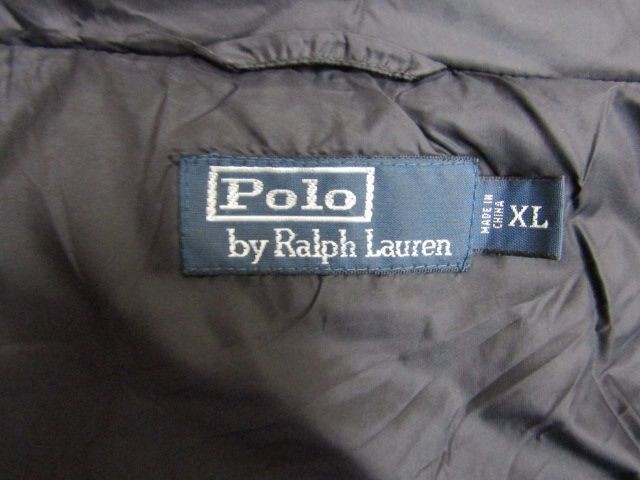 Polo
by Ralph Lauren
MADE IN
CHINA
XL